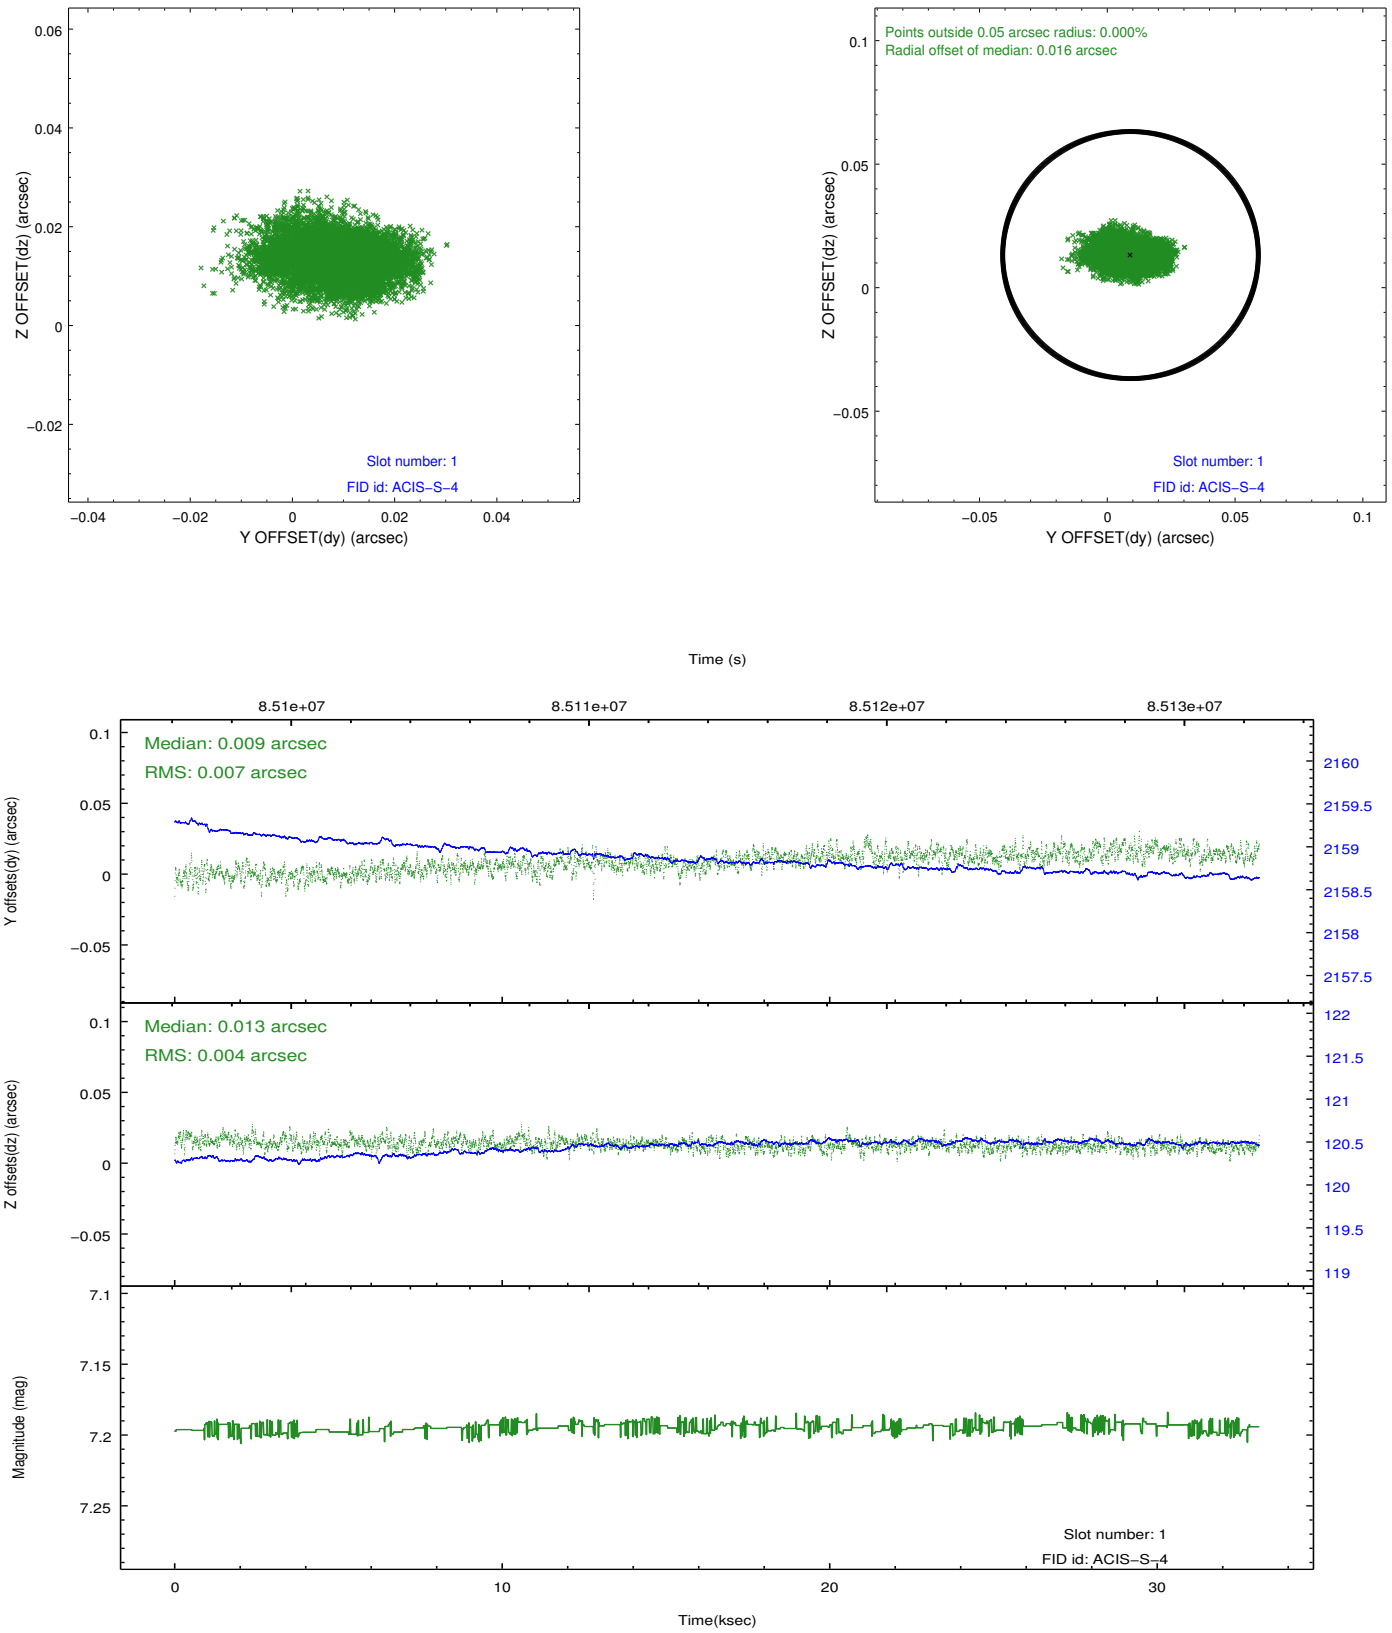 0.06
0.04
0.02
0
−0.02
Z OFFSET(dz) (arcsec)
Slot number: 1
FID id: ACIS−S−4
−0.04
−0.02
0
0.02
0.04
Y OFFSET(dy) (arcsec)
Points outside 0.05 arcsec radius: 0.000%
Radial offset of median: 0.016 arcsec
0.1
0.05
0
−0.05
Z OFFSET(dz) (arcsec)
Slot number: 1
FID id: ACIS−S−4
−0.05
0
0.05
0.1
Y OFFSET(dy) (arcsec)
Time (s)
8.51e+07
8.511e+07
8.512e+07
8.513e+07
Median: 0.009 arcsec
RMS: 0.007 arcsec
0.1
0.05
0
−0.05
Y offsets(dy) (arcsec)
2160
2159.5
2159
2158.5
2158
2157.5
Median: 0.013 arcsec
RMS: 0.004 arcsec
0.1
0.05
0
−0.05
Z offsets(dz) (arcsec)
122
121.5
121
120.5
120
119.5
119
7.1
7.15
7.2
7.25
Magnitude (mag)
Slot number: 1
FID id: ACIS−S−4
0
10
20
30
Time(ksec)